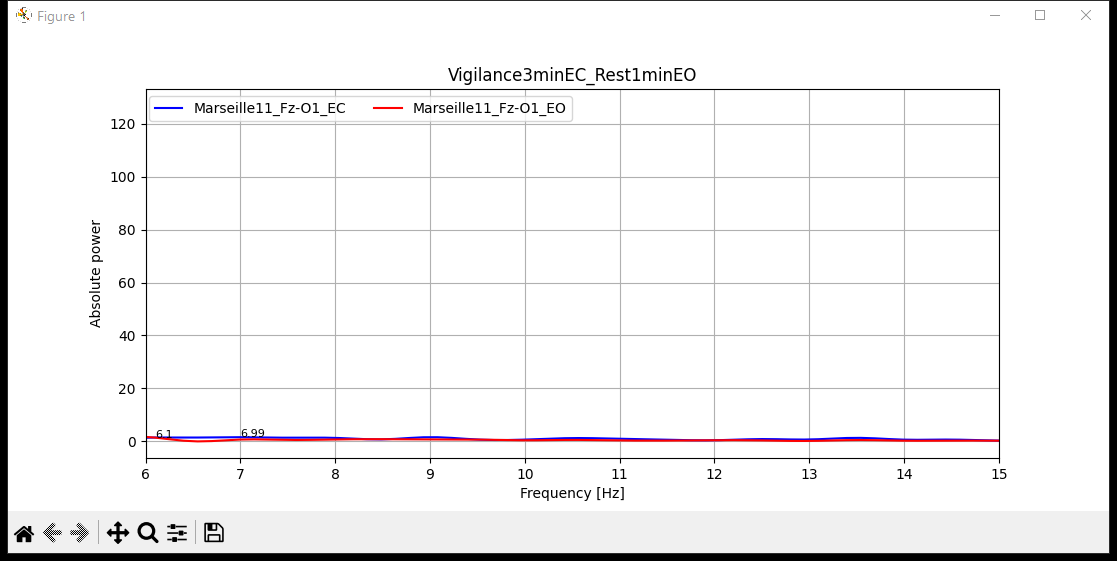 Figure 1
Vigilance3minEC_Rest1minEO
Marseille11_Fz-O1_EC Marseille11_Fz-O1_EO
120
100
80
60
40
20
0
Absolute power
6.1 6.99
6 7 8 9 10 11 12 13 14 15
Frequency [Hz]